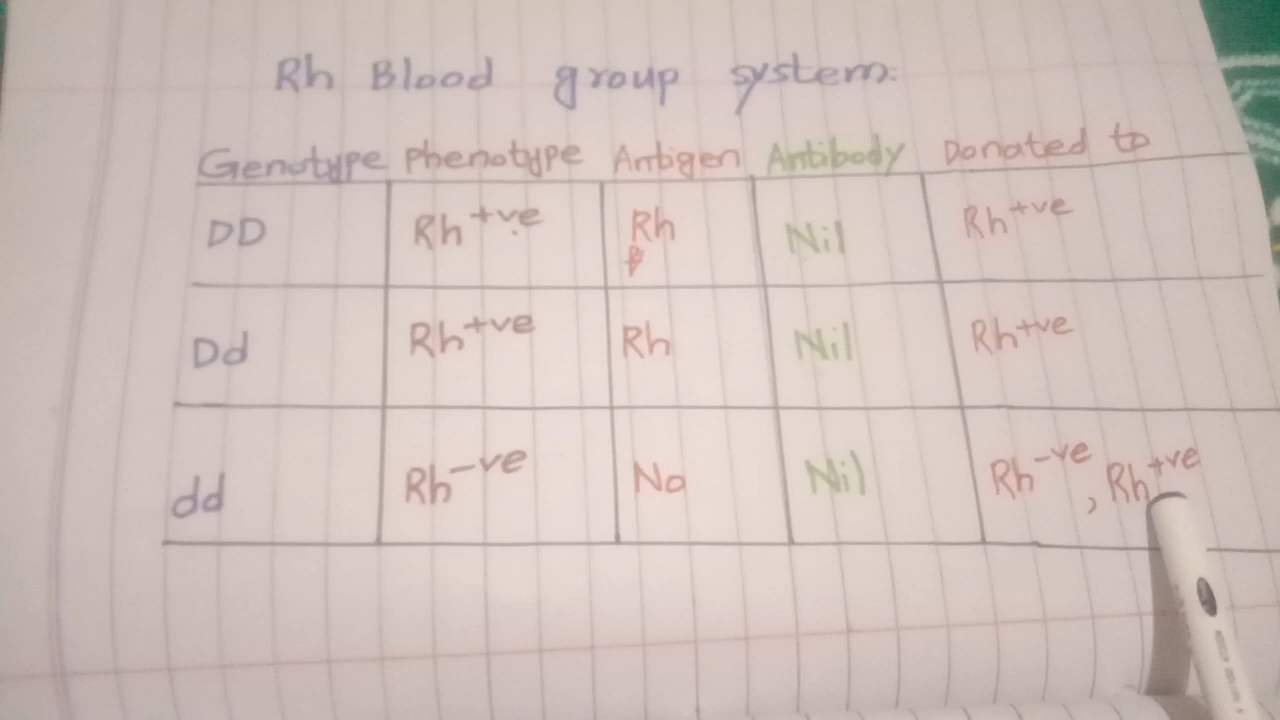 Rh Blood group system.
Genotype Phenotype Antigen Antibody Donated to
DD Rh+ve Rh Nil Rh+ve
Dd Rh+ve Rh Nil Rh+ve
dd Rh-ve No Nil Rh-ve, Rh+ve